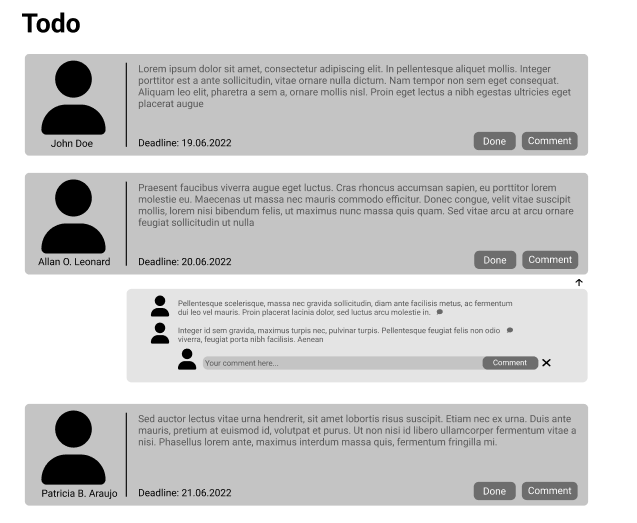 Todo
Lorem ipsum dolor sit amet, consectetur adipiscing elit. In pellentesque aliquet mollis. Integer
porttitor est a ante sollicitudin, vitae ornare nulla dictum. Nam tempor non sem eget consequat.
Aliquam leo elit, pharetra a sem a, ornare mollis nisl. Proin eget lectus a nibh egestas ultricies eget
placerat augue
John Doe
Deadline: 19.06.2022
Done
Comment
Praesent faucibus viverra augue eget luctus. Cras rhoncus accumsan sapien, eu porttitor lorem
molestie eu. Maecenas ut massa nec mauris commodo efficitur. Donec congue, velit vitae suscipit
mollis, lorem nisi bibendum felis, ut maximus nunc massa quis quam. Sed vitae arcu at arcu ornare
feugiat sollicitudin ut nulla
Allan O. Leonard
Deadline: 20.06.2022
Done
Comment
Pellentesque scelerisque, massa nec gravida sollicitudin, diam ante facilisis metus, ac fermentum
dui leo vel mauris. Proin placerat lacinia dolor, sed luctus arcu molestie in.
Integer id sem gravida, maximus turpis nec, pulvinar turpis. Pellentesque feugiat felis non odio
viverra, feugiat porta nibh facilisis. Aenean
Your comment here...
Comment
Sed auctor lectus vitae urna hendrerit, sit amet lobortis risus suscipit. Etiam nec ex urna. Duis ante
mauris, pretium at euismod id, volutpat et purus. Ut non nisi id libero ullamcorper fermentum vitae a
nisi. Phasellus lorem ante, maximus interdum massa quis, fermentum fringilla mi.
Patricia B. Araujo
Deadline: 21.06.2022
Done
Comment